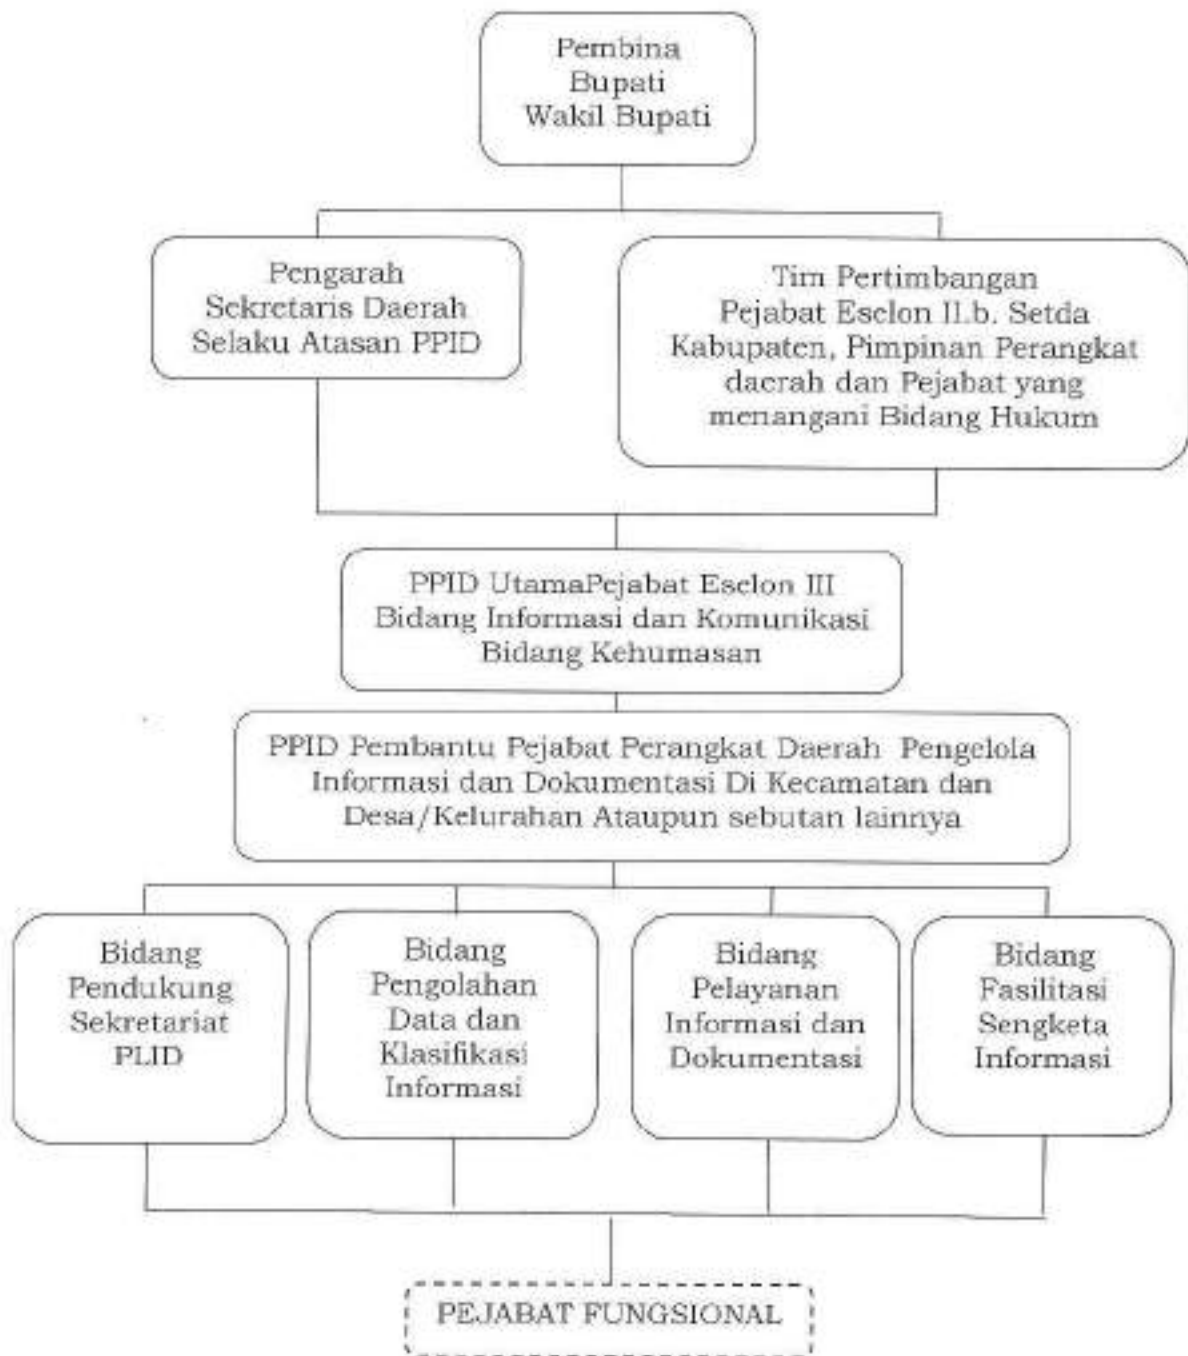 Pembina
Bupati
Wakil Bupati
Pengarah
Sekretaris Daerah
Selaku Atasan PPID
Tim Pertimbangan
Pejabat Eselon II.b. Setda
Kabupaten, Pimpinan Perangkat
daerah dan Pejabat yang
menangani Bidang Hukum
PPID UtamaPejabat Eselon III
Bidang Informasi dan Komunikasi
Bidang Kehumasan
PPID Pembantu Pejabat Perangkat Daerah Pengelola
Informasi dan Dokumentasi Di Kecamatan dan
Desa/Kelurahan Ataupun sebutan lainnya
Bidang
Pendukung
Sekretariat
PLID
Bidang
Pengolahan
Data dan
Klasifikasi
Informasi
Bidang
Pelayanan
Informasi dan
Dokumentasi
Bidang
Fasilitasi
Sengketa
Informasi
PEJABAT FUNGSIONAL